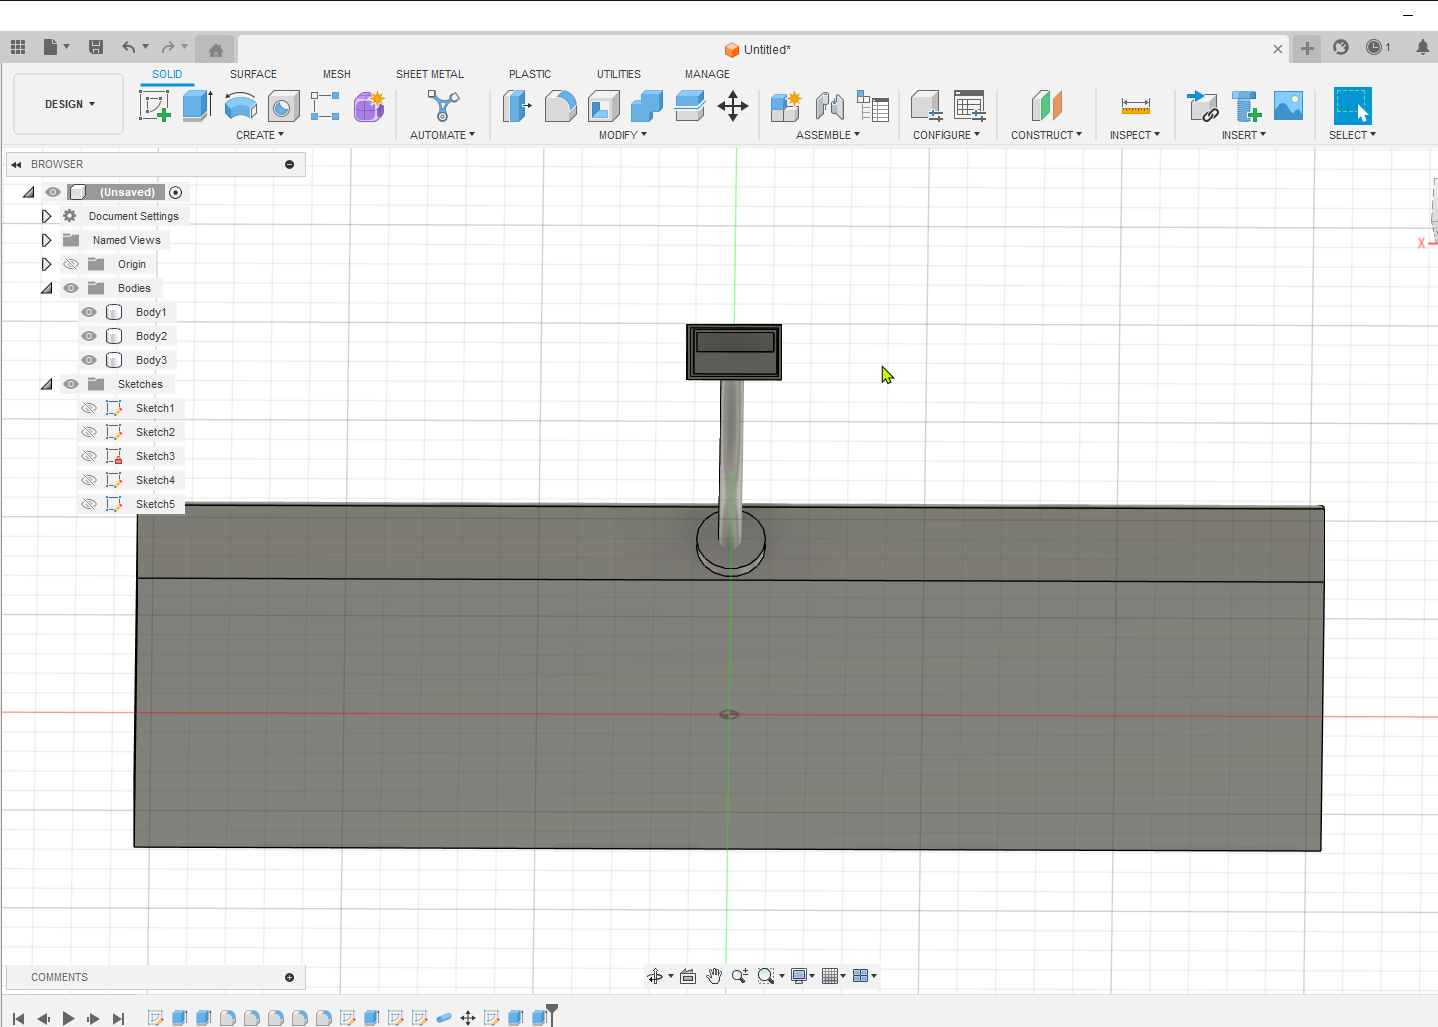 Untitled*
1
DESIGN
SOLID SURFACE MESH SHEET METAL PLASTIC UTILITIES MANAGE
CREATE AUTOMATE MODIFY ASSEMBLE CONFIGURE CONSTRUCT INSPECT INSERT SELECT
BROWSER
(Unsaved)
Document Settings
Named Views
Origin
Bodies
Body1
Body2
Body3
Sketches
Sketch1
Sketch2
Sketch3
Sketch4
Sketch5
X
COMMENTS